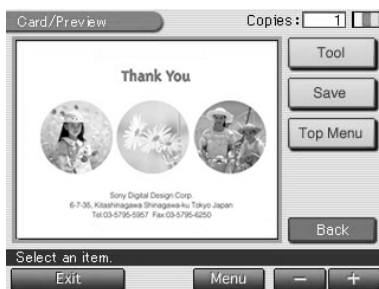 Card/Preview
Copies: 1
Tool
Thank You
Save
Top Menu
Sony Digital Design Corp.
6-7-35, Kitashinagawa Shinagawa-ku Tokyo Japan
Tel:03-5795-5957 Fax:03-5795-6250
Back
Select an item.
Exit
Menu
− +